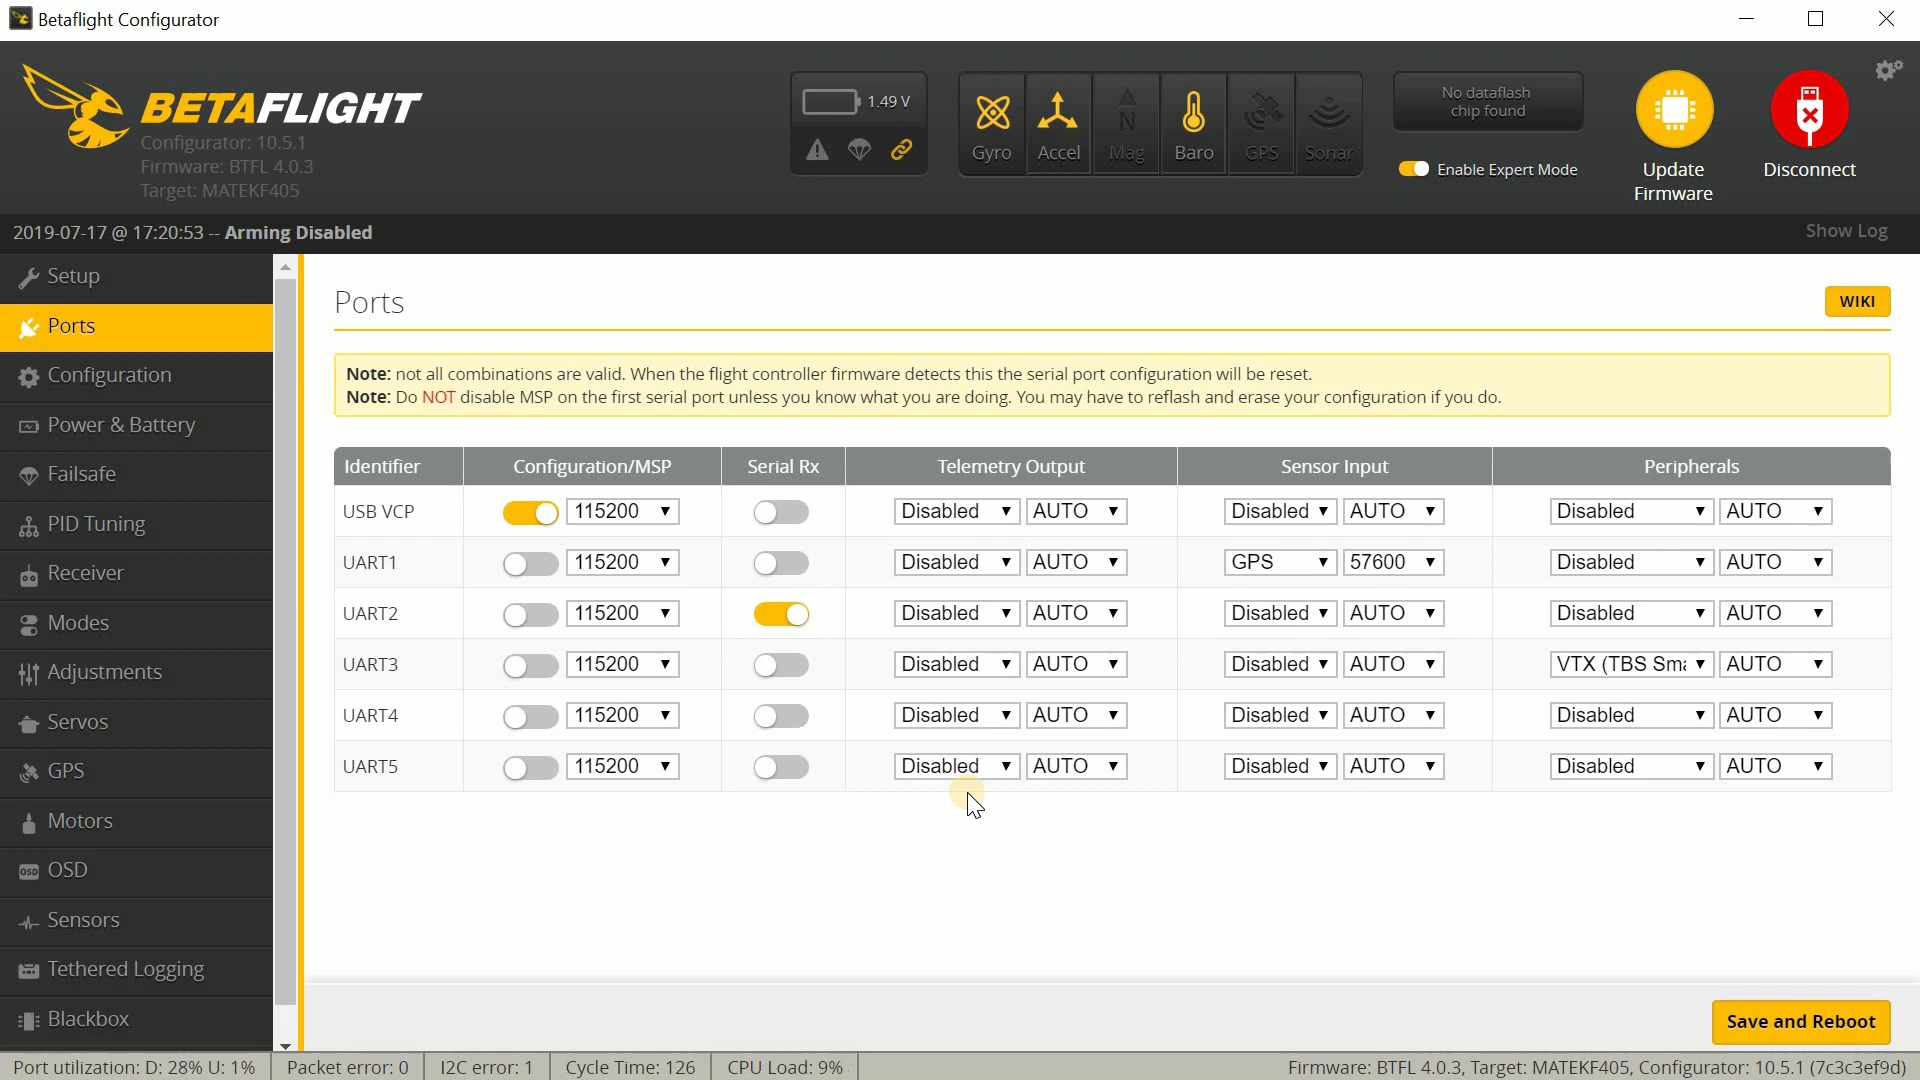 Betaflight Configurator
BETAFLIGHT
Configurator: 10.5.1
Firmware: BTFL 4.0.3
Target: MATEKF405
1.49 V
Gyro Accel Mag Baro GPS Sonar
N
No dataflash
chip found
Enable Expert Mode
Update
Firmware
Disconnect
2019-07-17 @ 17:20:53 -- Arming Disabled
Show Log
Setup
Ports
Configuration
Power & Battery
Failsafe
PID Tuning
Receiver
Modes
Adjustments
Servos
GPS
Motors
OSD OSD
Sensors
Tethered Logging
Blackbox
Ports
WIKI
Note: not all combinations are valid. When the flight controller firmware detects this the serial port configuration will be reset.
Note: Do NOT disable MSP on the first serial port unless you know what you are doing. You may have to reflash and erase your configuration if you do.
Identifier Configuration/MSP Serial Rx Telemetry Output Sensor Input Peripherals
USB VCP 115200 Disabled AUTO Disabled AUTO Disabled AUTO
UART1 115200 Disabled AUTO GPS 57600 Disabled AUTO
UART2 115200 Disabled AUTO Disabled AUTO Disabled AUTO
UART3 115200 Disabled AUTO Disabled AUTO VTX (TBS Sma AUTO
UART4 115200 Disabled AUTO Disabled AUTO Disabled AUTO
UART5 115200 Disabled AUTO Disabled AUTO Disabled AUTO
Save and Reboot
Port utilization: D: 28% U: 1% Packet error: 0 I2C error: 1 Cycle Time: 126 CPU Load: 9% Firmware: BTFL 4.0.3, Target: MATEKF405, Configurator: 10.5.1 (7c3c3ef9d)